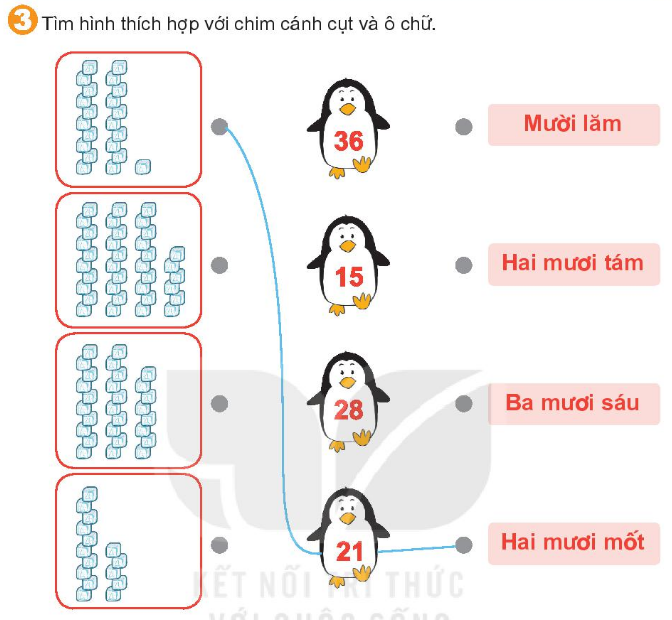 3 Tìm hình thích hợp với chim cánh cụt và ô chữ.
36
Mười lăm
15
Hai mươi tám
28
Ba mươi sáu
21
Hai mươi mốt
KẾT NỐI TRI THỨC
VỚI CUỘC SỐNG